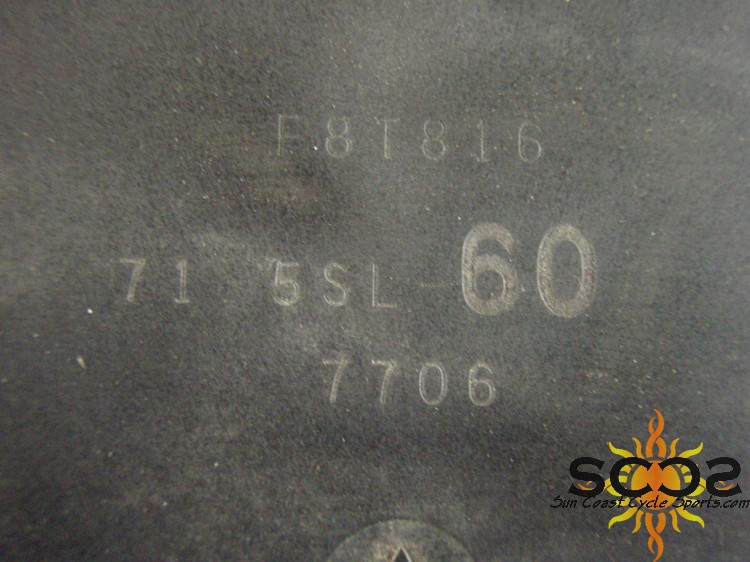 F8T816
71 5SL-60
7706
SCCS
Sun Coast Cycle Sports.com